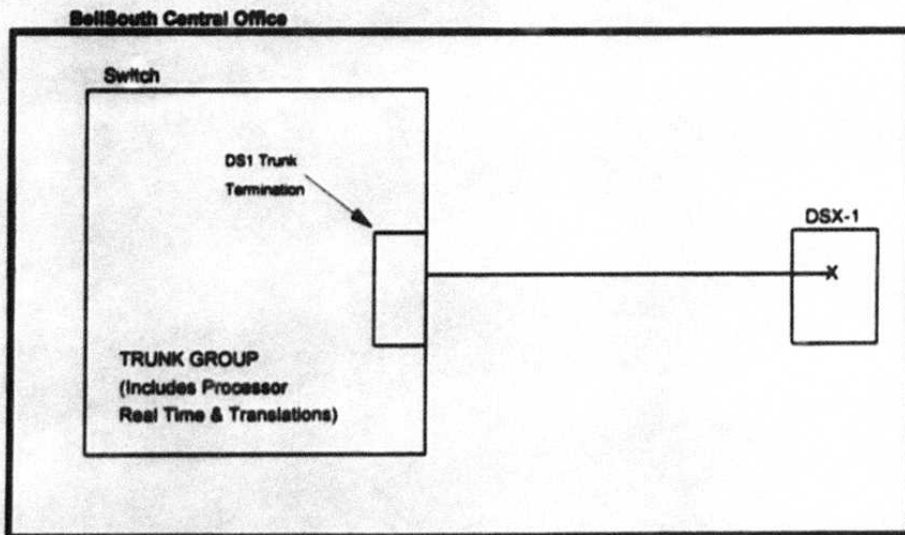 BellSouth Central Office
Switch
DS1 Trunk
Termination
DSX-1
X
TRUNK GROUP
(Includes Processor
Real Time & Translations)